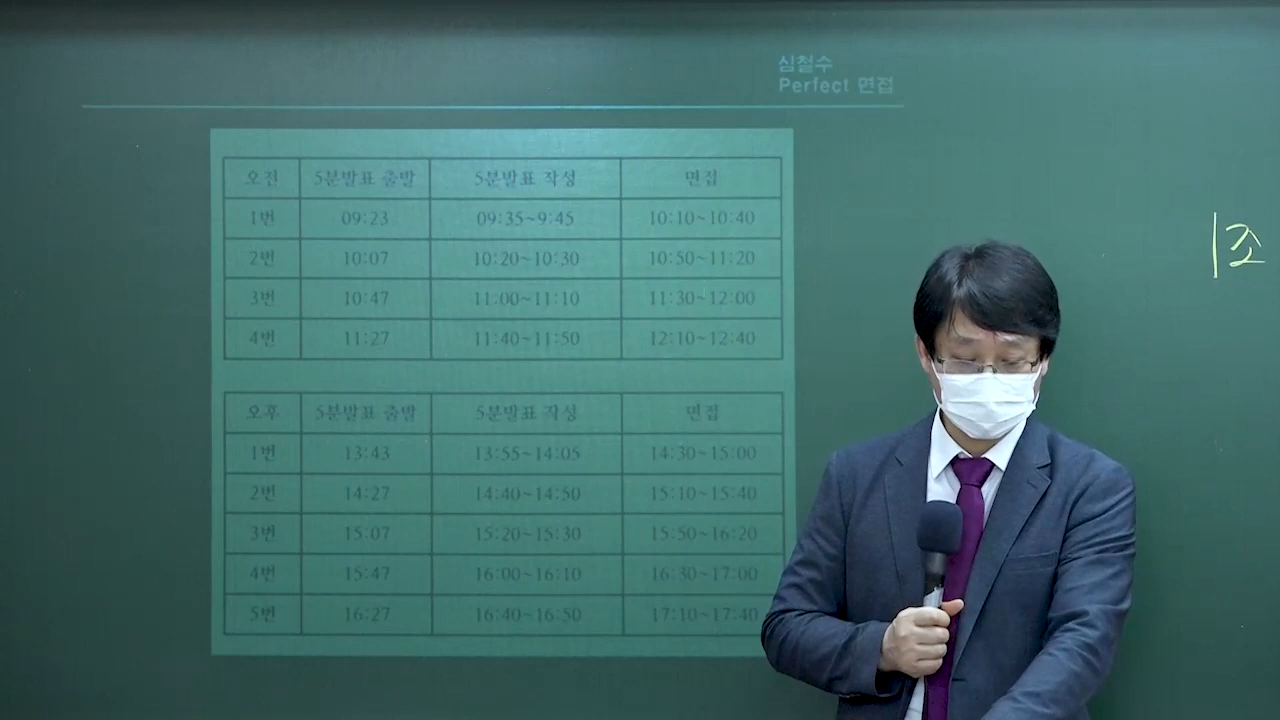 심철수
Perfect 면접
오전 5분발표 출발 5분발표 작성 면접
1번 09:23 09:35~9:45 10:10~10:40
2번 10:07 10:20~10:30 10:50~11:20
3번 10:47 11:00~11:10 11:30~12:00
4번 11:27 11:40~11:50 12:10~12:40
오후 5분발표 출발 5분발표 작성 면접
1번 13:43 13:55~14:05 14:30~15:00
2번 14:27 14:40~14:50 15:10~15:40
3번 15:07 15:20~15:30 15:50~16:20
4번 15:47 16:00~16:10 16:30~17:00
5번 16:27 16:40~16:50 17:10~17:40
1조